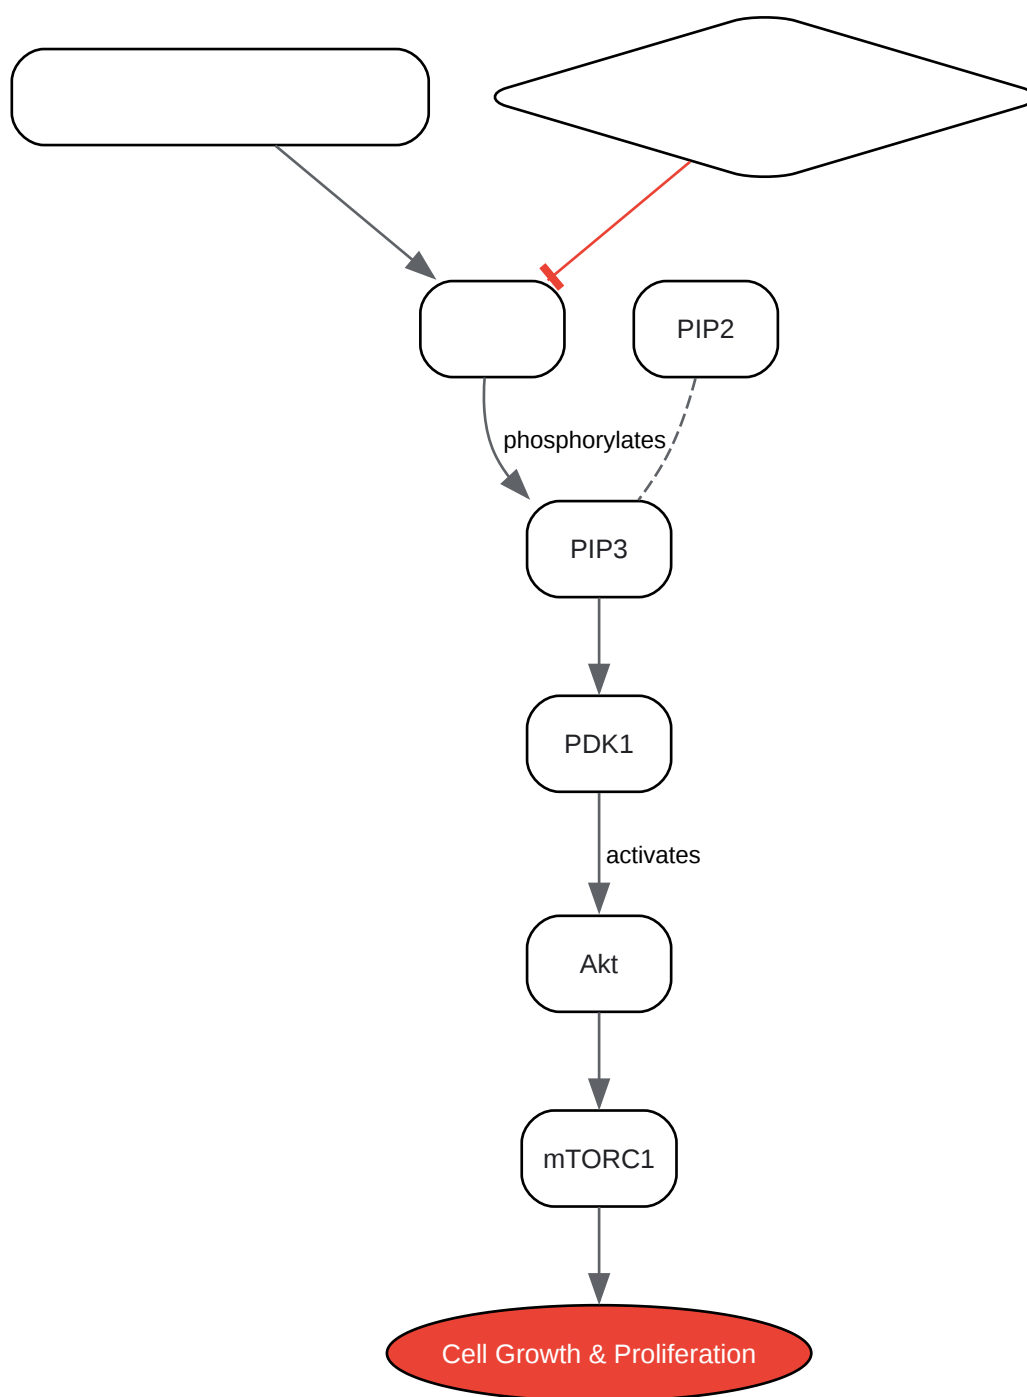 PIP2
phosphorylates
PIP3
PDK1
activates
Akt
mTORC1
Cell Growth & Proliferation